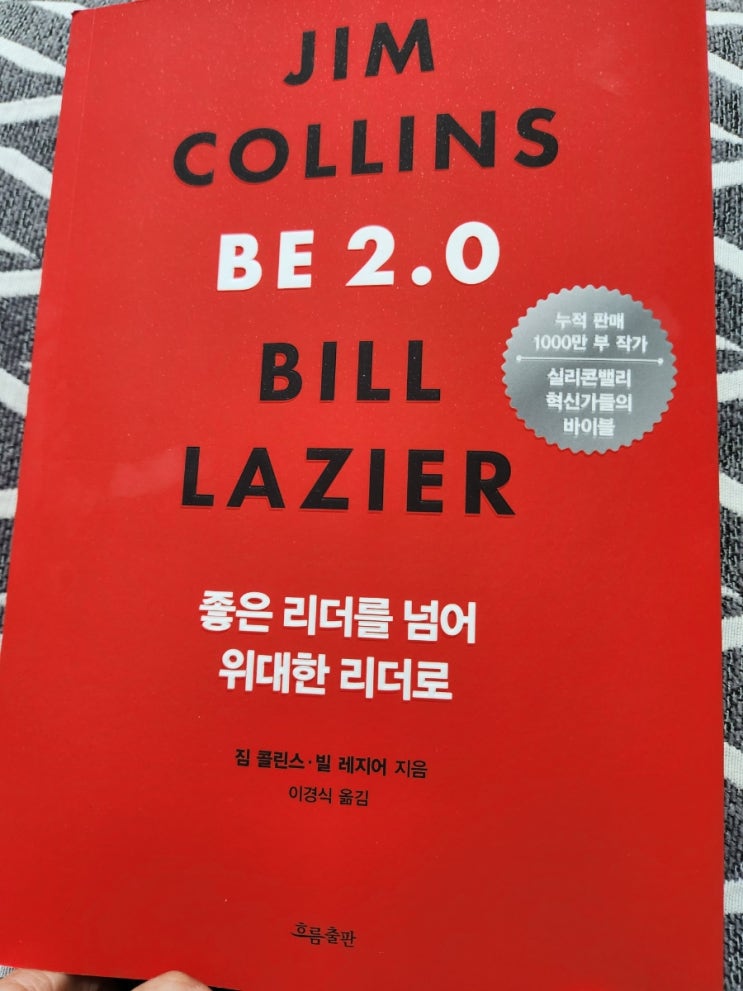 JIM
COLLINS
BE 2.0
BILL
LAZIER
누적 판매
1000만 부 작가
실리콘밸리
혁신가들의
바이블
좋은 리더를 넘어
위대한 리더로
짐 콜린스·빌 레지어 지음
이경식 옮김
흐름출판